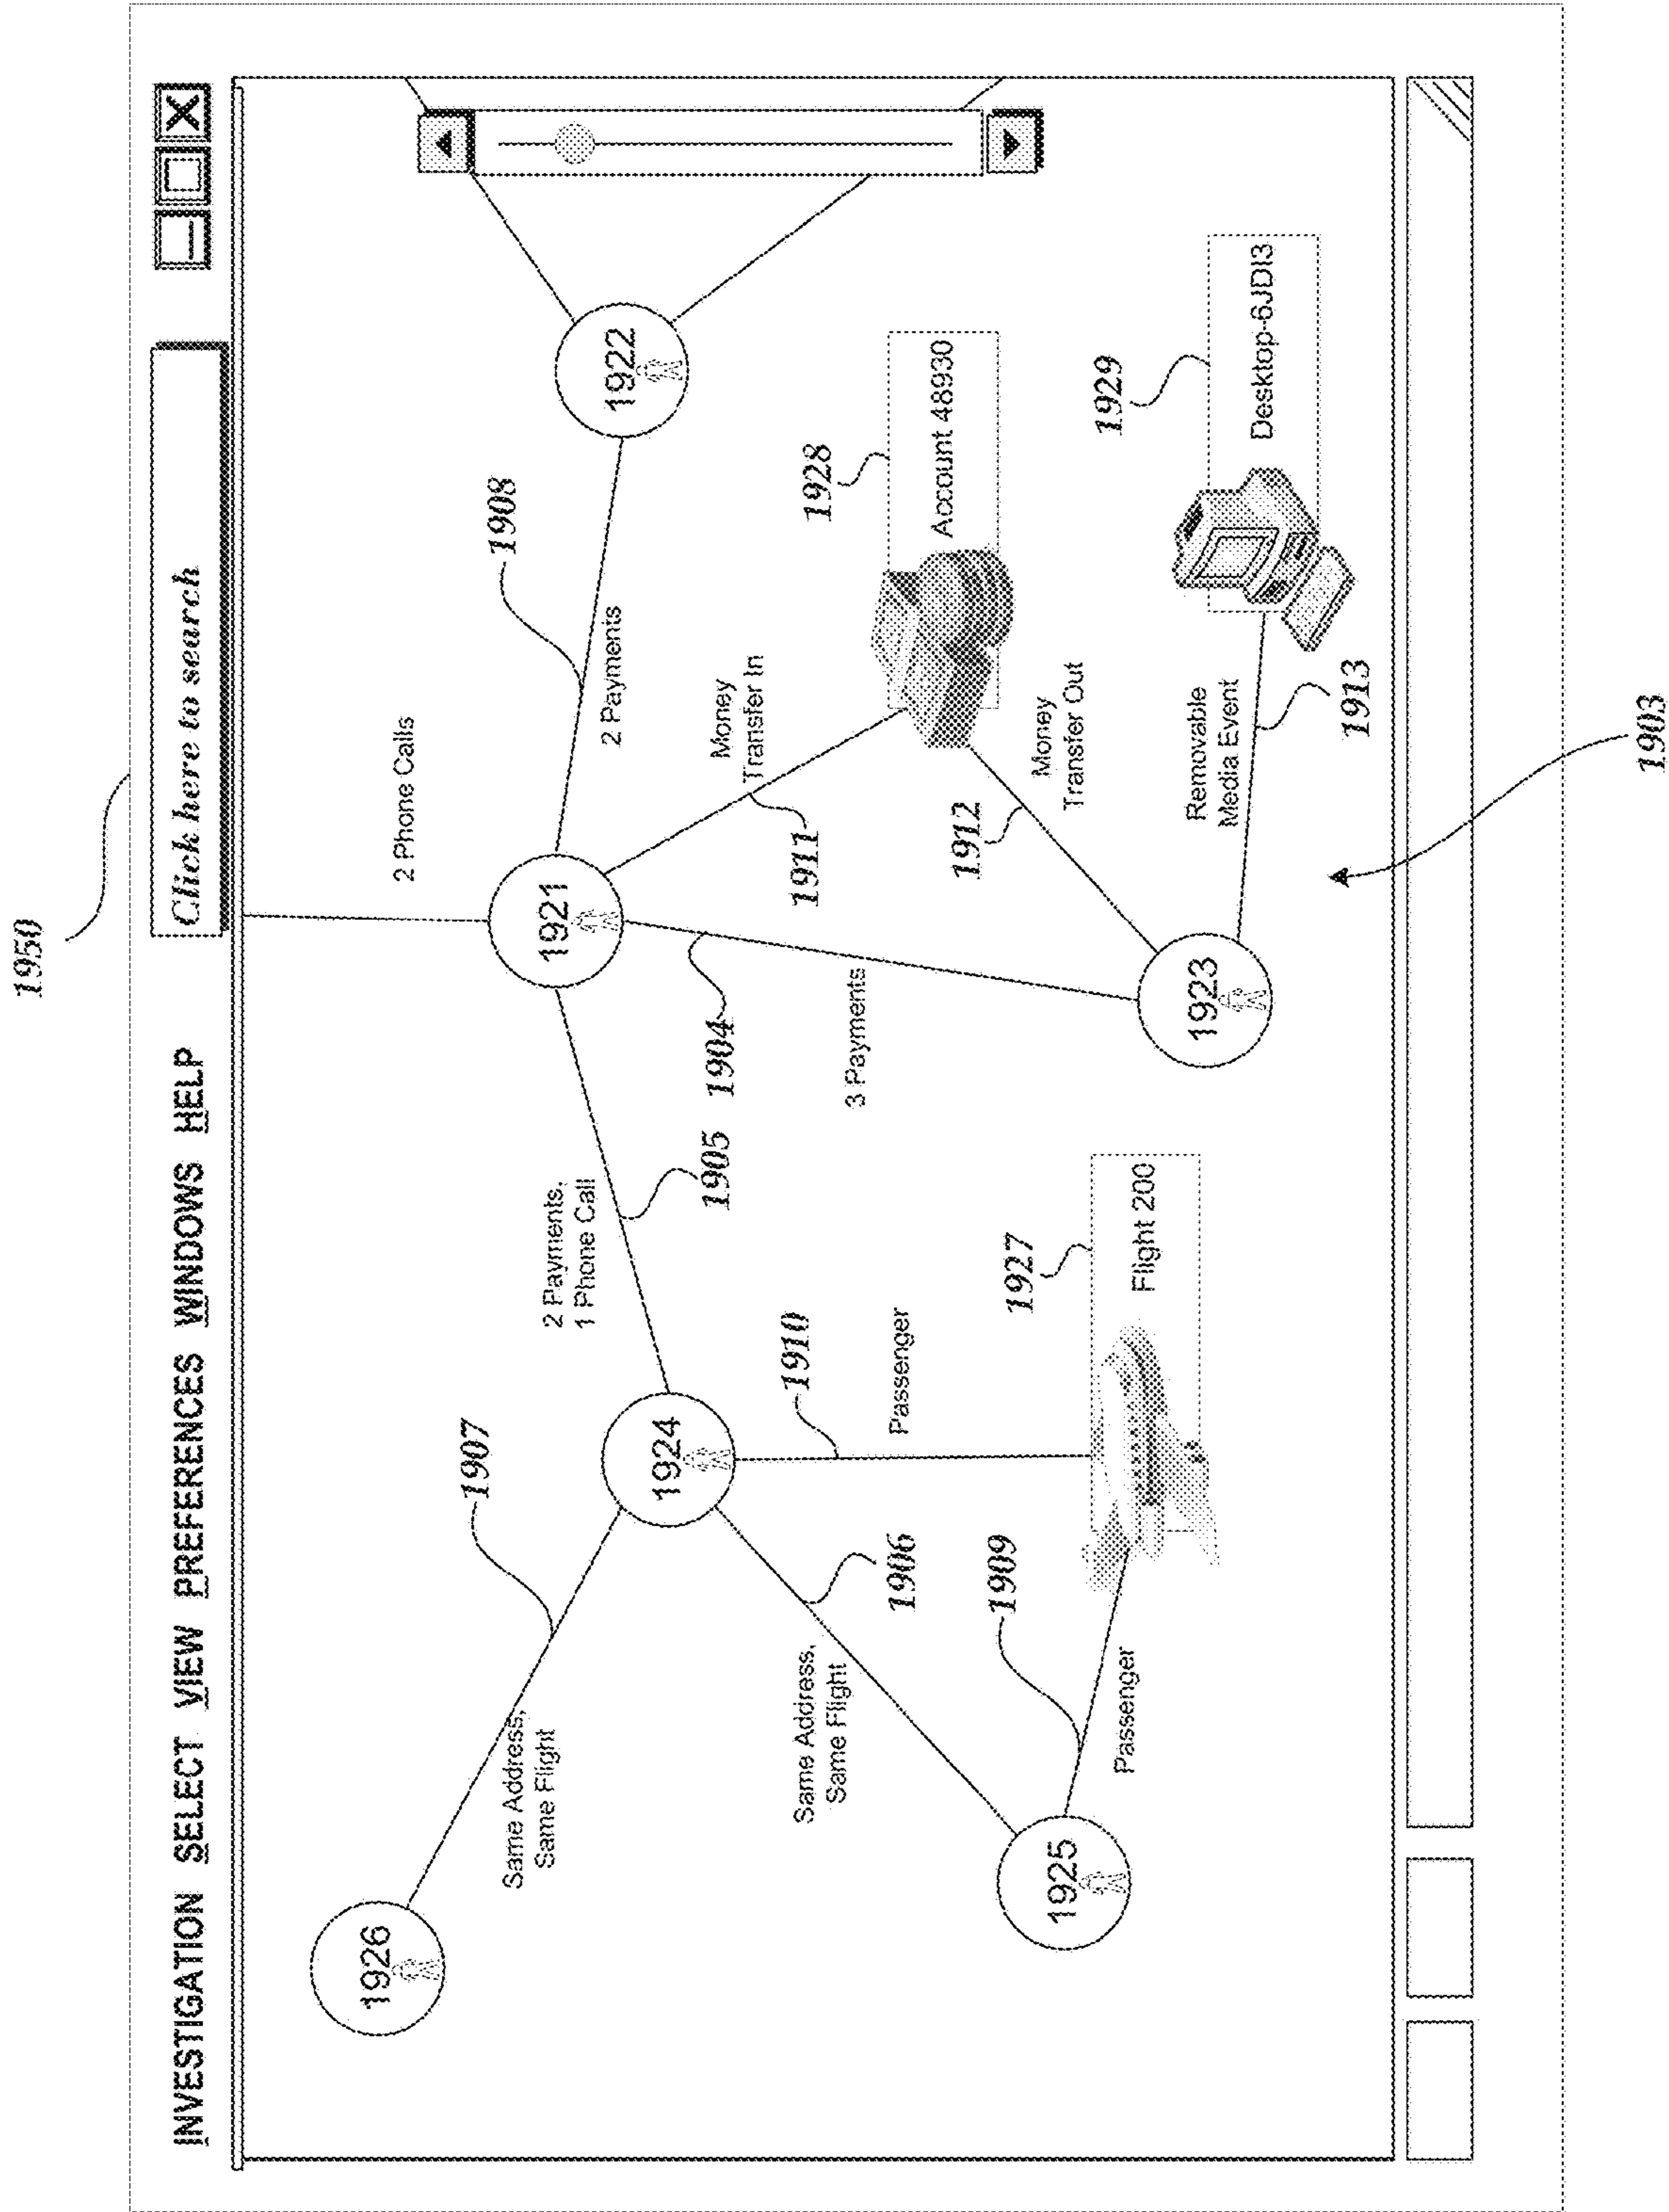 1950
INVESTIGATION SELECT VIEW PREFERENCES WINDOWS HELP
Click here to search
1926
1907
Same Address,
Same Flight
2 Phone Calls
1921
1908
2 Payments
1922
2 Payments,
1 Phone Call
1905
1924
1904
3 Payments
Money
Transfer In
1911
1928
Account 48930
Same Address,
Same Flight
1906
1910
Passenger
1912
Money
Transfer Out
1909
1925
Passenger
1927
Flight 200
1923
Removable
Media Event
1913
1929
Desktop-6JDI3
1903